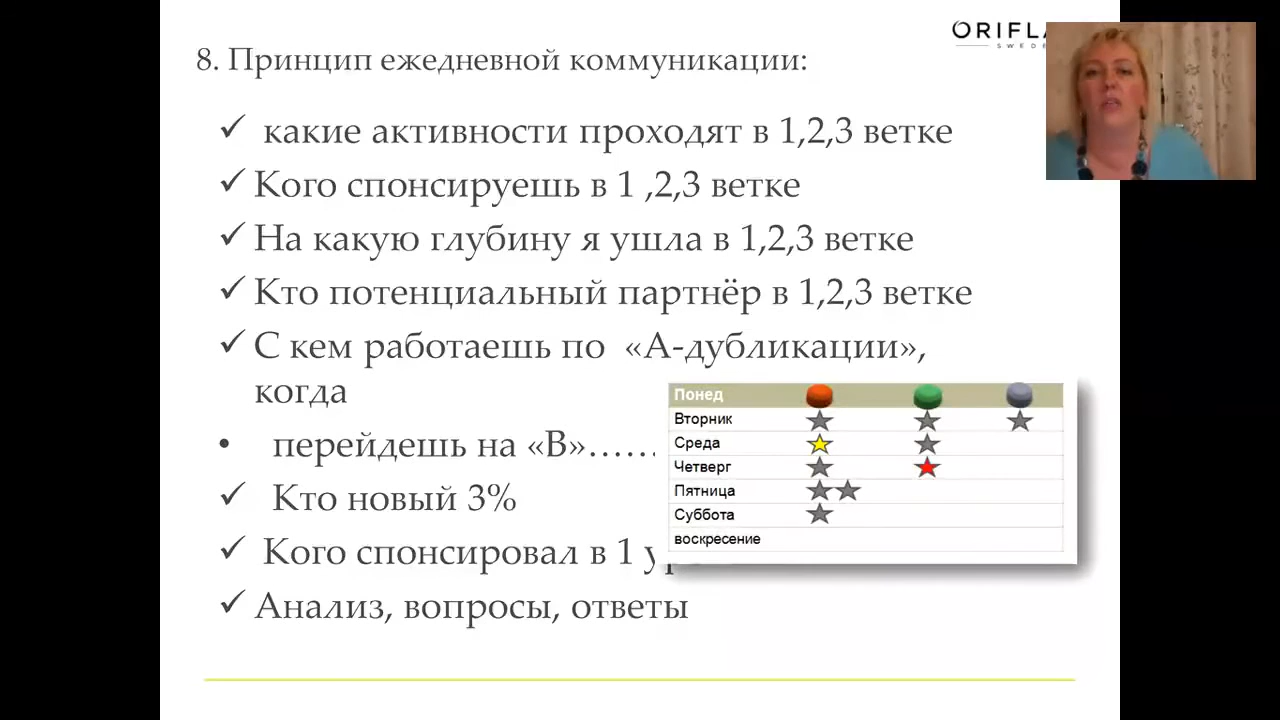 ORIFLA
SWEDE
8. Принцип ежедневной коммуникации:
какие активности проходят в 1,2,3 ветке
Кого спонсируешь в 1 ,2,3 ветке
На какую глубину я ушла в 1,2,3 ветке
Кто потенциальный партнёр в 1,2,3 ветке
С кем работаешь по «А-дубликации»,
когда
перейдешь на «В»……
Кто новый 3%
Кого спонсировал в 1
Анализ, вопросы, ответы
Понед
Вторник
Среда
Четверг
Пятница
Суббота
воскресение